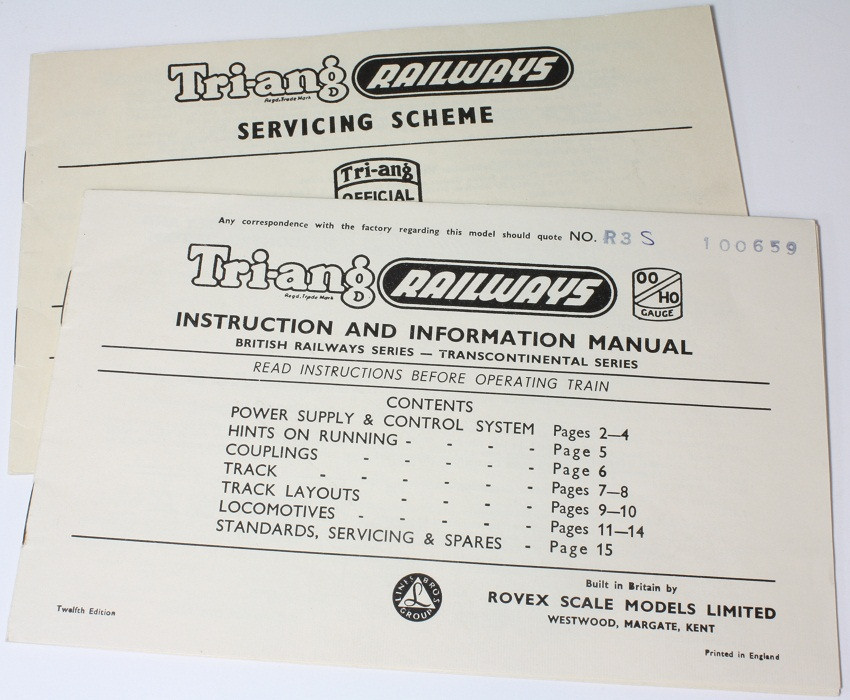 Tri-ang RAILWAYS
Regd. Trade Mark
SERVICING SCHEME
Tri-ang
OFFICIAL
Any correspondence with the factory regarding this model should quote NO. R3S 100659
Tri-ang RAILWAYS
Regd. Trade Mark
OO HO GAUGE
INSTRUCTION AND INFORMATION MANUAL
BRITISH RAILWAYS SERIES — TRANSCONTINENTAL SERIES
READ INSTRUCTIONS BEFORE OPERATING TRAIN
CONTENTS
POWER SUPPLY & CONTROL SYSTEM Pages 2—4
HINTS ON RUNNING - - - - Page 5
COUPLINGS - - - - - Page 6
TRACK - - - - - - Pages 7—8
TRACK LAYOUTS - - - - Pages 9—10
LOCOMOTIVES - - - - - Pages 11—14
STANDARDS, SERVICING & SPARES - Page 15
LINES BROS GROUP
Built in Britain by
ROVEX SCALE MODELS LIMITED
WESTWOOD, MARGATE, KENT
Twelfth Edition
Printed in England